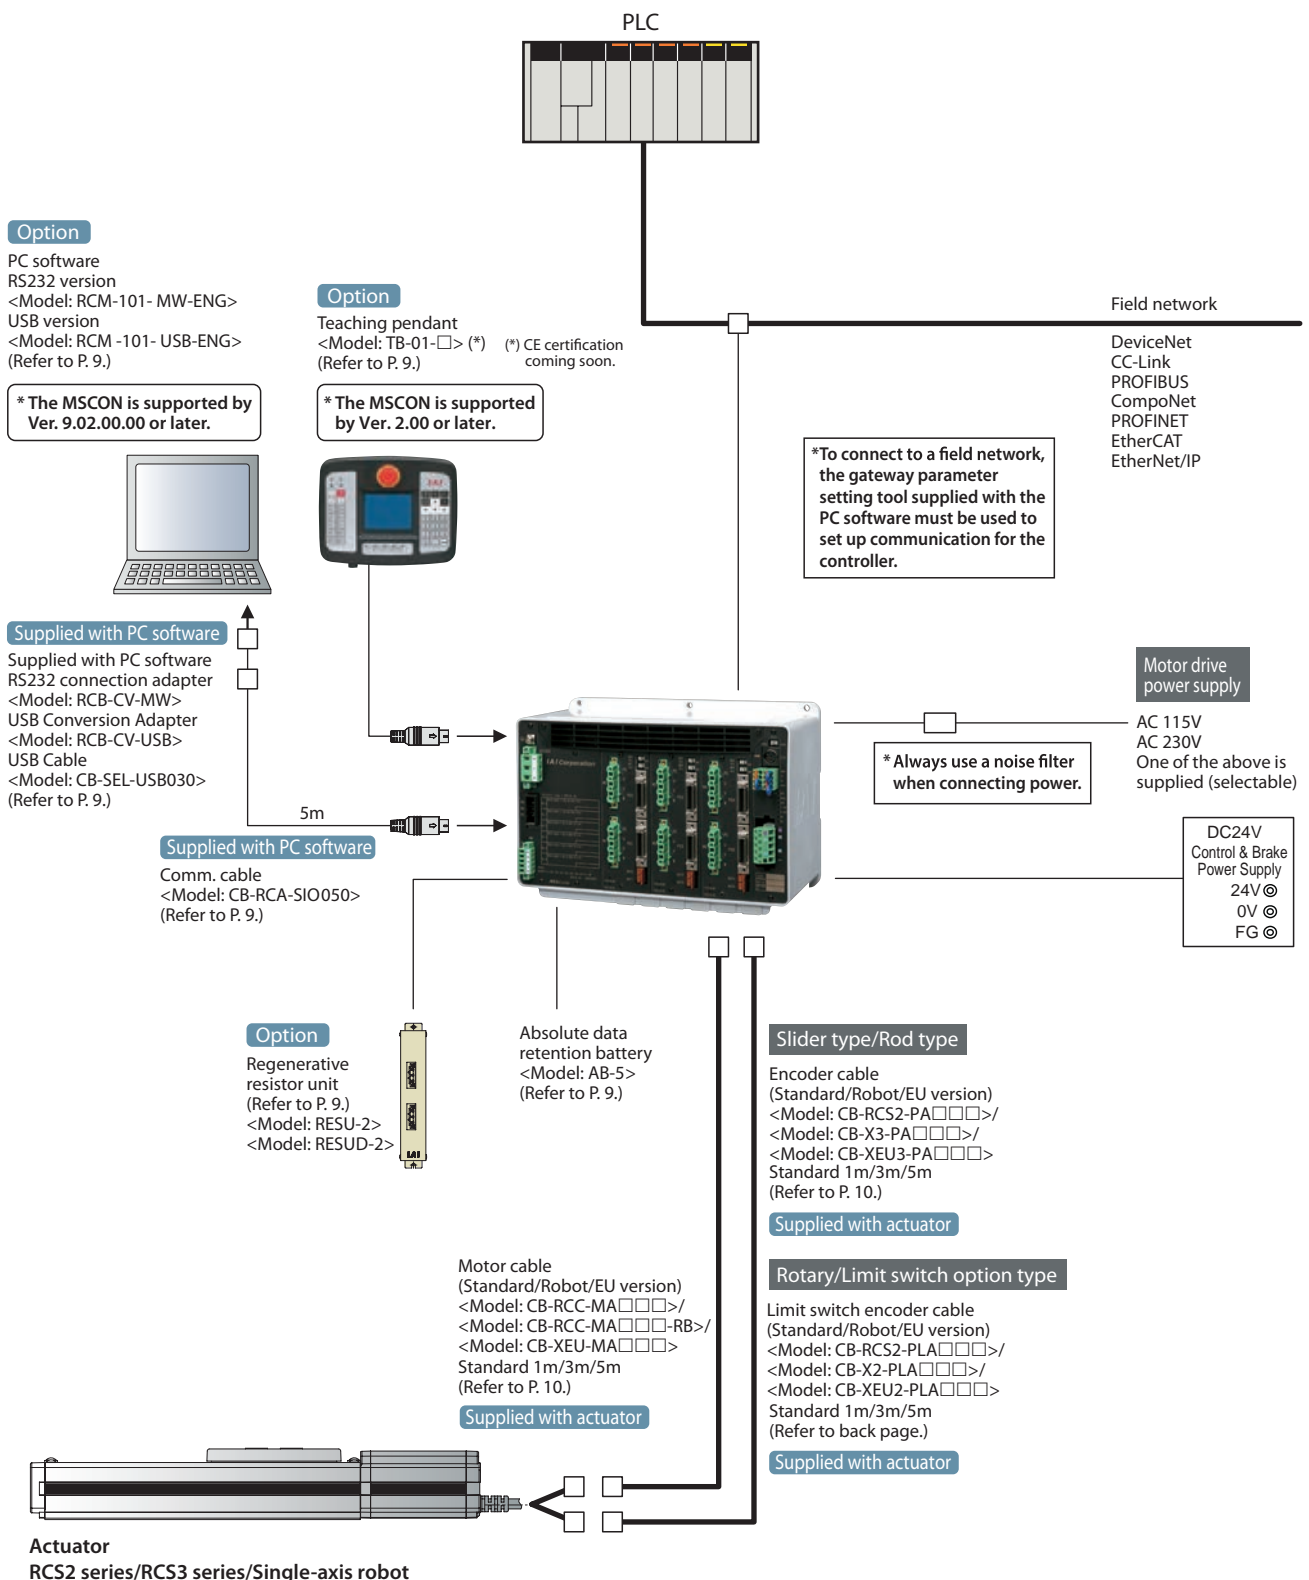 PLC
Option
PC software
RS232 version
<Model: RCM-101- MW-ENG>
USB version
<Model: RCM -101- USB-ENG>
(Refer to P. 9.)
* The MSCON is supported by
Ver. 9.02.00.00 or later.
Option
Teaching pendant
<Model: TB-01-□> (*)
(Refer to P. 9.)
(*) CE certification
coming soon.
* The MSCON is supported
by Ver. 2.00 or later.
Field network
DeviceNet
CC-Link
PROFIBUS
CompoNet
PROFINET
EtherCAT
EtherNet/IP
*To connect to a field network,
the gateway parameter
setting tool supplied with the
PC software must be used to
set up communication for the
controller.
Supplied with PC software
Supplied with PC software
RS232 connection adapter
<Model: RCB-CV-MW>
USB Conversion Adapter
<Model: RCB-CV-USB>
USB Cable
<Model: CB-SEL-USB030>
(Refer to P. 9.)
5m
Supplied with PC software
Comm. cable
<Model: CB-RCA-SIO050>
(Refer to P. 9.)
IAI Corporation
Motor drive
power supply
AC 115V
AC 230V
One of the above is
supplied (selectable)
* Always use a noise filter
when connecting power.
DC24V
Control & Brake
Power Supply
24V
0V
FG
Option
Regenerative
resistor unit
(Refer to P. 9.)
<Model: RESU-2>
<Model: RESUD-2>
IAI
Absolute data
retention battery
<Model: AB-5>
(Refer to P. 9.)
Slider type/Rod type
Encoder cable
(Standard/Robot/EU version)
<Model: CB-RCS2-PA□□□>/
<Model: CB-X3-PA□□□>/
<Model: CB-XEU3-PA□□□>
Standard 1m/3m/5m
(Refer to P. 10.)
Supplied with actuator
Motor cable
(Standard/Robot/EU version)
<Model: CB-RCC-MA□□□>/
<Model: CB-RCC-MA□□□-RB>/
<Model: CB-XEU-MA□□□>
Standard 1m/3m/5m
(Refer to P. 10.)
Supplied with actuator
Rotary/Limit switch option type
Limit switch encoder cable
(Standard/Robot/EU version)
<Model: CB-RCS2-PLA□□□>/
<Model: CB-X2-PLA□□□>/
<Model: CB-XEU2-PLA□□□>
Standard 1m/3m/5m
(Refer to back page.)
Supplied with actuator
Actuator
RCS2 series/RCS3 series/Single-axis robot